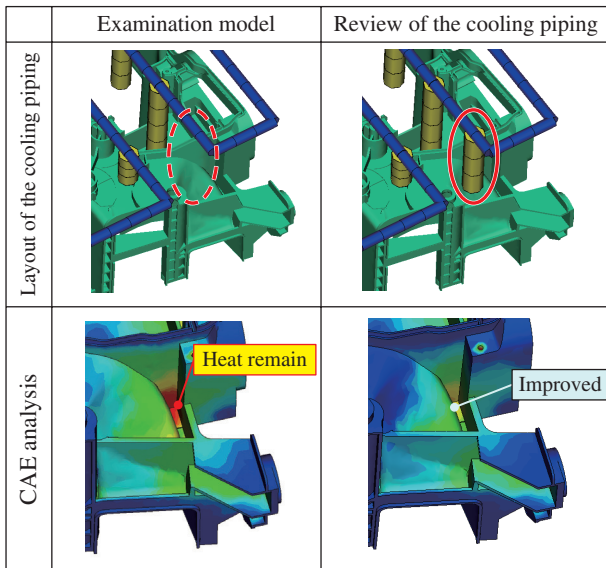 Examination model
Review of the cooling piping
Layout of the cooling piping
CAE analysis
Heat remain
Improved